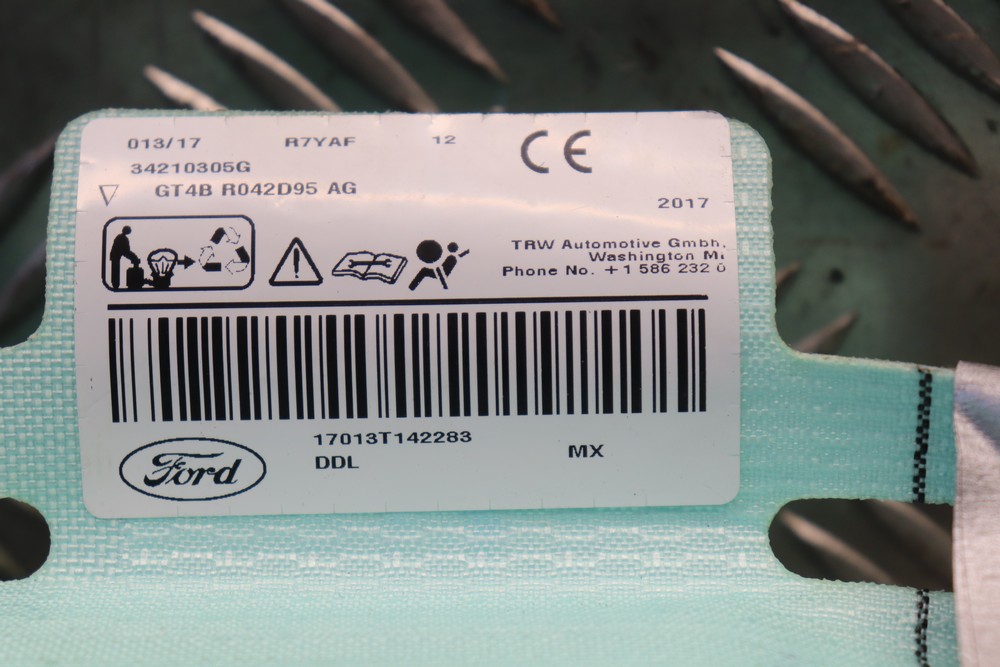 013/17 R7YAF 12 CE
34210305G
▽ GT4B R042D95 AG
2017
TRW Automotive Gmbh,
Washington
Phone No. +1 586 232
17013T142283
DDL MX
Ford